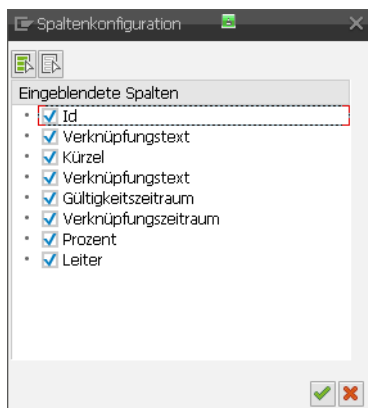 Spaltenkonfiguration
Eingeblendete Spalten
Id
Verknüpfungstext
Kürzel
Verknüpfungstext
Gültigkeitszeitraum
Verknüpfungszeitraum
Prozent
Leiter